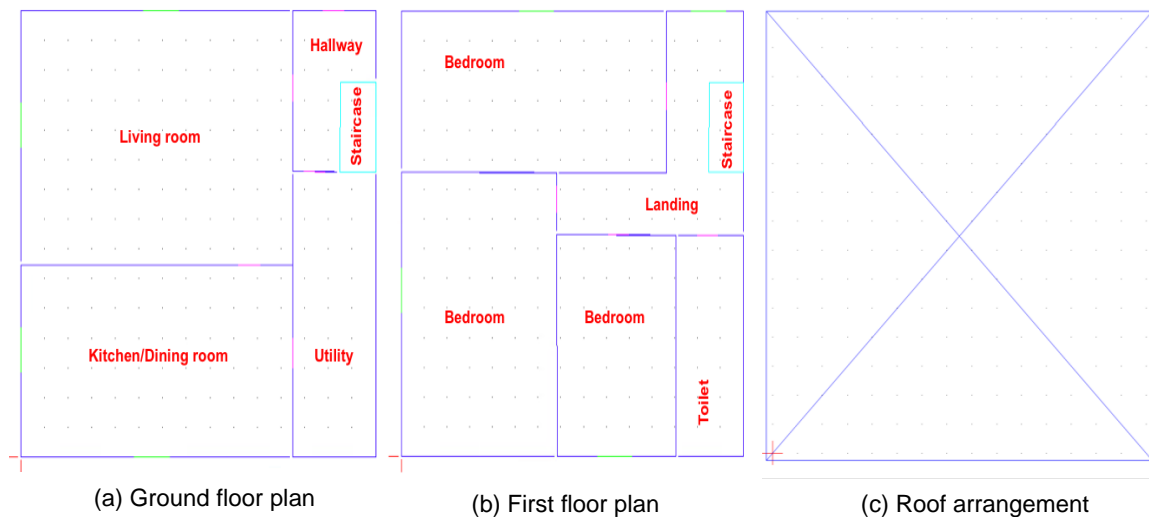 Hallway
Staircase
Living room
Kitchen/Dining room
Utility
Bedroom
Staircase
Landing
Bedroom
Bedroom
Toilet
(a) Ground floor plan
(b) First floor plan
(c) Roof arrangement